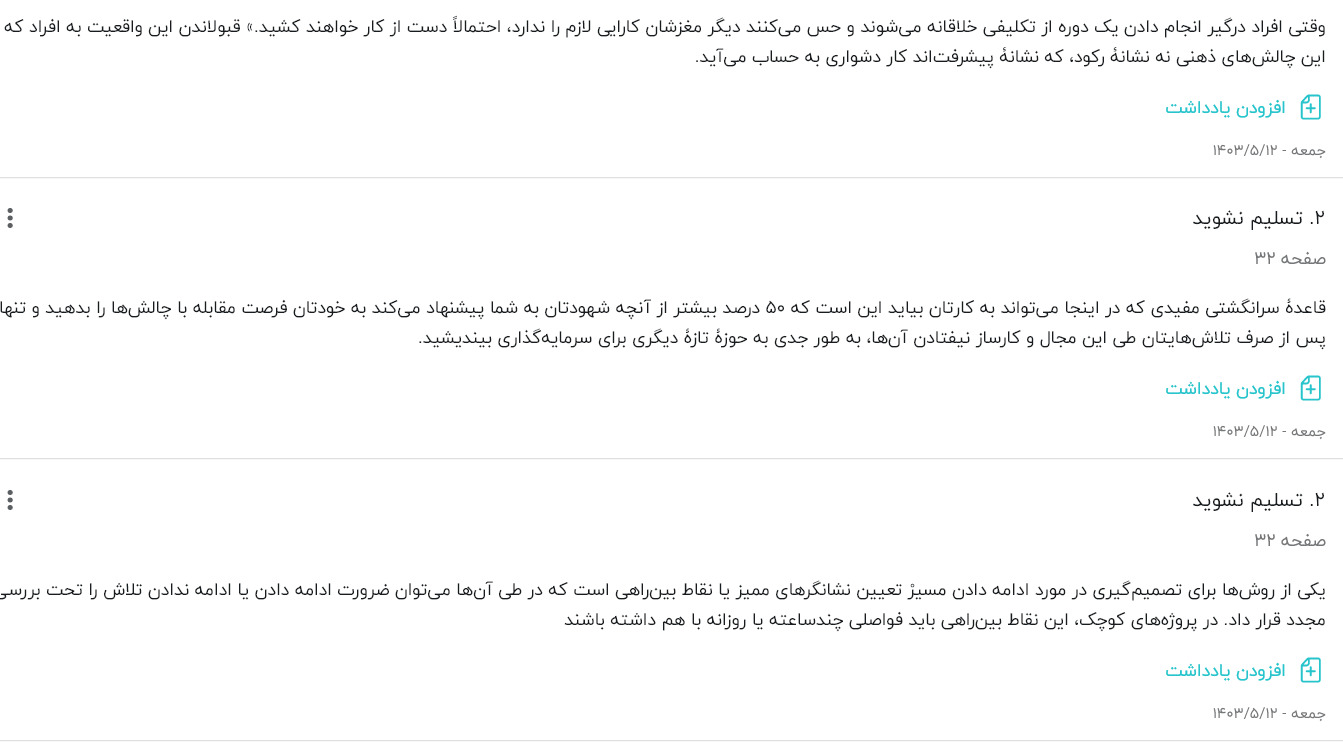 وقتی افراد درگیر انجام دادن یک دوره از تکلیفی خلاقانه می‌شوند و حس می‌کنند دیگر مغزشان کارایی لازم را ندارد، احتمالاً دست از کار خواهند کشید.» قبولاندن این واقعیت به افراد که
این چالش‌های ذهنی نه نشانهٔ رکود، که نشانهٔ پیشرفت‌اند کار دشواری به حساب می‌آید.
افزودن یادداشت
جمعه - ۱۴۰۳/۵/۱۲
۲. تسلیم نشوید
صفحه ۳۲
قاعدهٔ سرانگشتی مفیدی که در اینجا می‌تواند به کارتان بیاید این است که ۵۰ درصد بیشتر از آنچه شهودتان به شما پیشنهاد می‌کند به خودتان فرصت مقابله با چالش‌ها را بدهید و تنها
پس از صرف تلاش‌هایتان طی این مجال و کارساز نیفتادن آن‌ها، به طور جدی به حوزهٔ تازهٔ دیگری برای سرمایه‌گذاری بیندیشید.
افزودن یادداشت
جمعه - ۱۴۰۳/۵/۱۲
۲. تسلیم نشوید
صفحه ۳۲
یکی از روش‌ها برای تصمیم‌گیری در مورد ادامه دادن مسیرْ تعیین نشانگرهای ممیز یا نقاط بین‌راهی است که در طی آن‌ها می‌توان ضرورت ادامه دادن یا ادامه ندادن تلاش را تحت بررسی
مجدد قرار داد. در پروژه‌های کوچک، این نقاط بین‌راهی باید فواصلی چندساعته یا روزانه با هم داشته باشند
افزودن یادداشت
جمعه - ۱۴۰۳/۵/۱۲